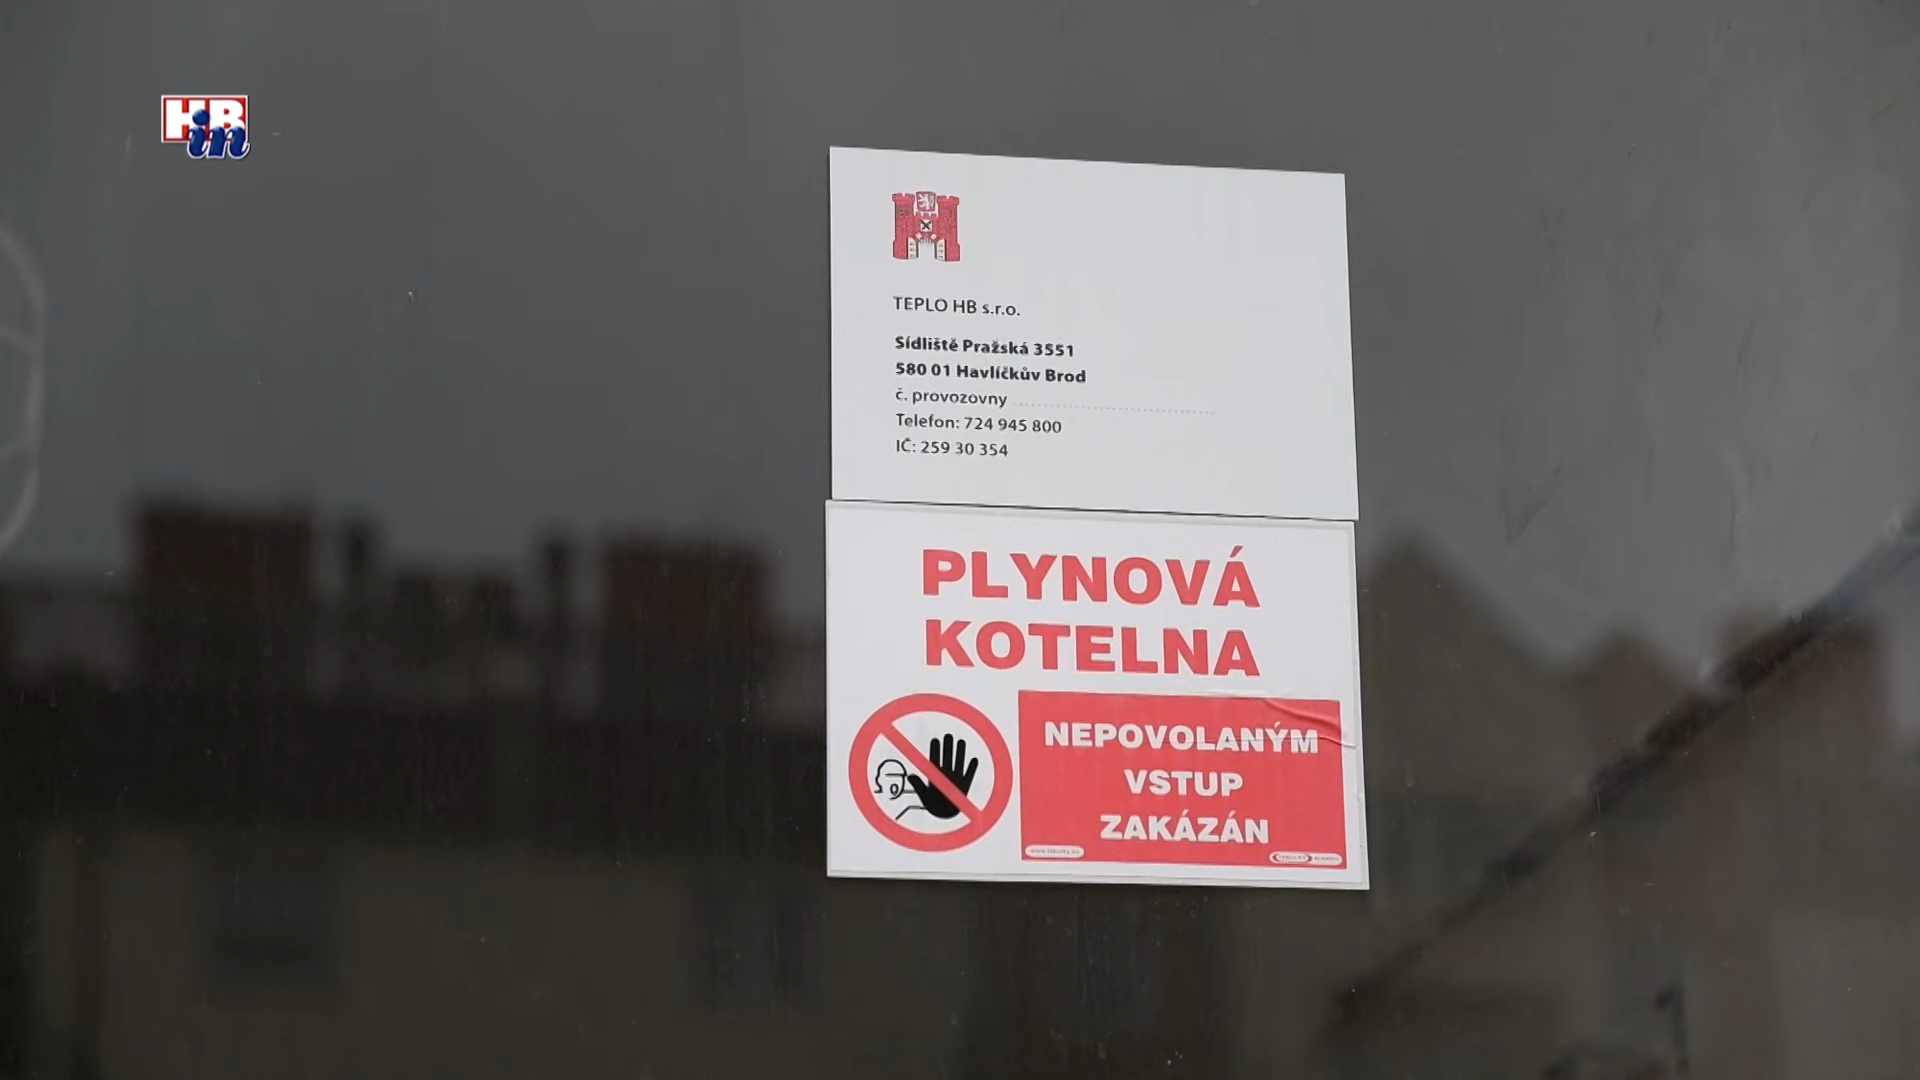 HB
in
TEPLO HB s.r.o.
Sídliště Pražská 3551
580 01 Havlíčkův Brod
č. provozovny
Telefon: 724 945 800
IČ: 259 30 354
PLYNOVÁ
KOTELNA
NEPOVOLANÝM
VSTUP
ZAKÁZÁN